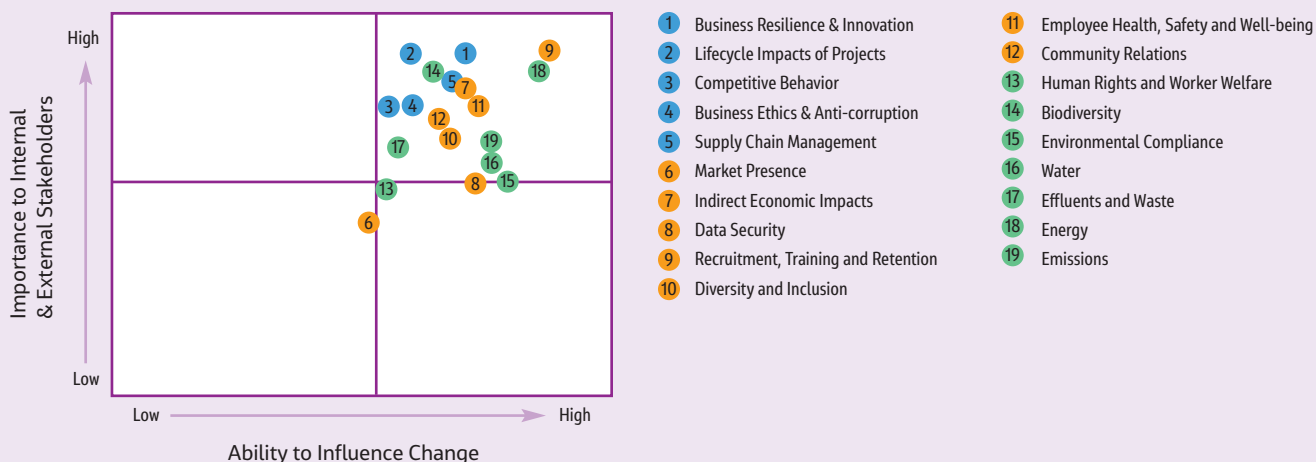 High
Importance to Internal
& External Stakeholders
Low
Low
High
Ability to Influence Change
9
2
1
14
18
5
7
3
4
11
12
10
17
19
16
15
8
13
6
1 Business Resilience & Innovation
2 Lifecycle Impacts of Projects
3 Competitive Behavior
4 Business Ethics & Anti-corruption
5 Supply Chain Management
6 Market Presence
7 Indirect Economic Impacts
8 Data Security
9 Recruitment, Training and Retention
10 Diversity and Inclusion
11 Employee Health, Safety and Well-being
12 Community Relations
13 Human Rights and Worker Welfare
14 Biodiversity
15 Environmental Compliance
16 Water
17 Effluents and Waste
18 Energy
19 Emissions